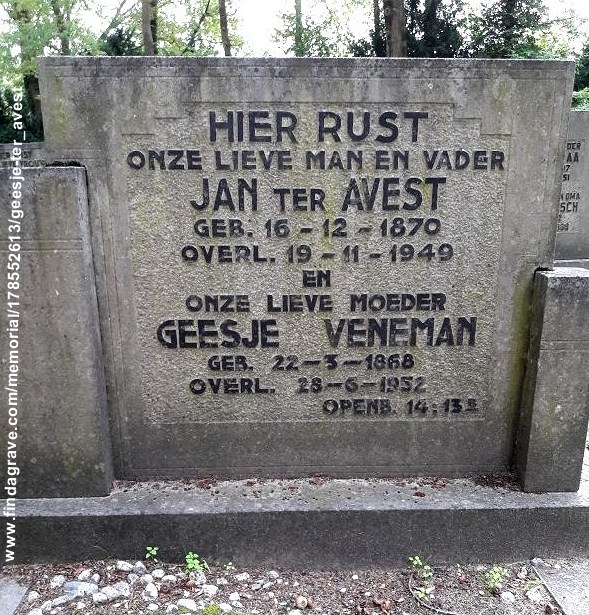 HIER RUST
ONZE LIEVE MAN EN VADER
JAN TER AVEST
GEB. 16 - 12 - 1870
OVERL. 19 - 11 - 1949
EN
ONZE LIEVE MOEDER
GEESJE VENEMAN
GEB. 22-3-1868
OVERL. 28-6-1952
OPENB. 14:13B
www.findagrave.com/memorial/178552613/geesje-ter_avest